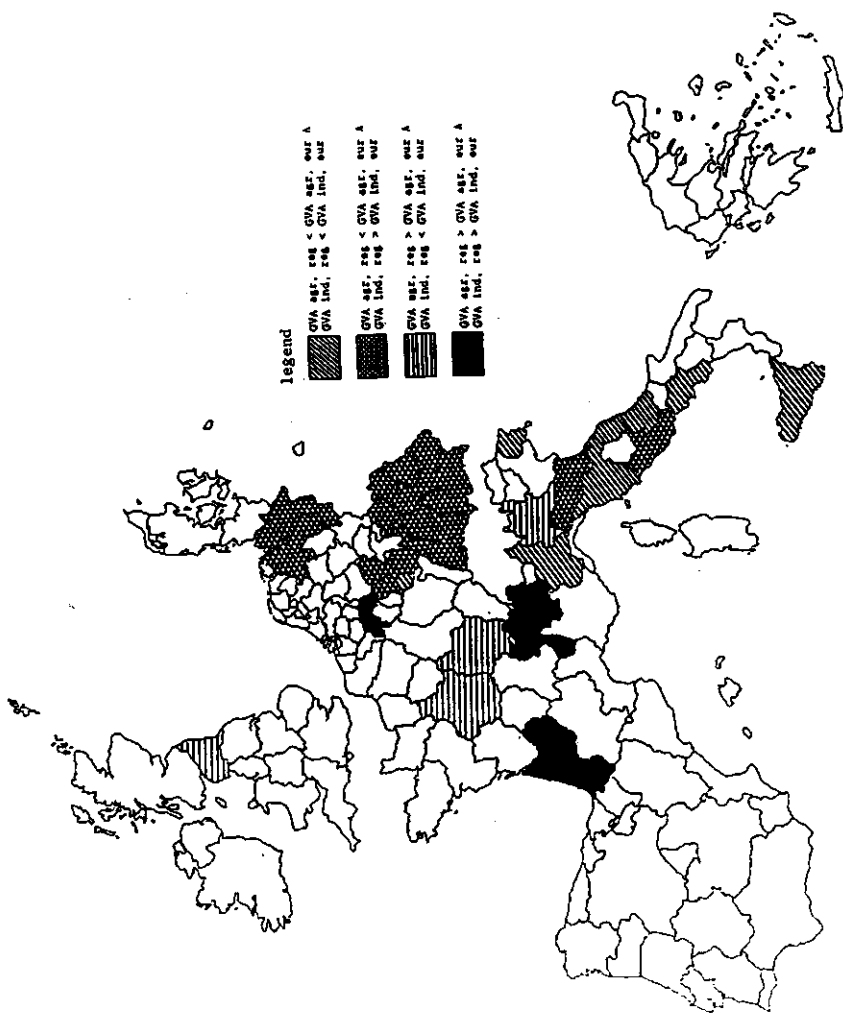 legend
GVA agr, reg < GVA agr, eur ∧
GVA ind, reg < GVA ind, eur
GVA agr, reg < GVA agr, eur ∧
GVA ind, reg > GVA ind, eur
GVA agr, reg > GVA agr, eur ∧
GVA ind, reg < GVA ind, eur
GVA agr, reg > GVA agr, eur ∧
GVA ind, reg > GVA ind, eur